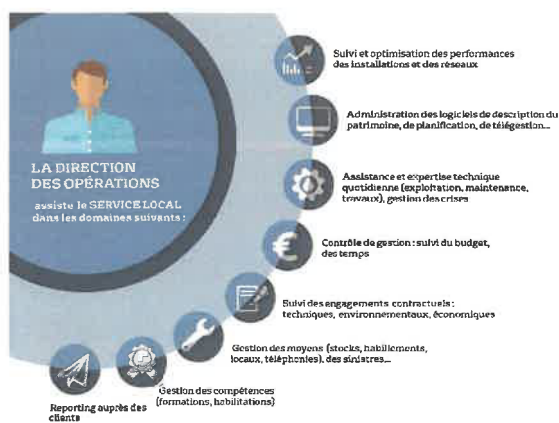 LA DIRECTION
DES OPÉRATIONS
assiste le SERVICE LOCAL
dans les domaines suivants :
Suivi et optimisation des performances
des installations et des réseaux
Administration des logiciels de description du
patrimoine, de planification, de télégestion...
Assistance et expertise technique
quotidienne (exploitation, maintenance,
travaux), gestion des crises
Contrôle de gestion : suivi du budget,
des temps
Suivi des engagements contractuels :
techniques, environnementaux, économiques
Gestion des moyens (stocks, habillements,
locaux, téléphonies), des sinistres...
Gestion des compétences
(formations, habilitations)
Reporting auprès des
clients